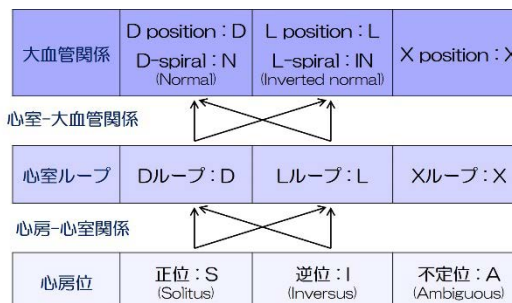 大血管関係
D position : D
D-spiral : N
(Normal)
L position : L
L-spiral : IN
(Inverted normal)
X position : X
心室-大血管関係
心室ループ
Dループ : D
Lループ : L
Xループ : X
心房-心室関係
心房位
正位 : S
(Solitus)
逆位 : I
(Inversus)
不定位 : A
(Ambiguous)